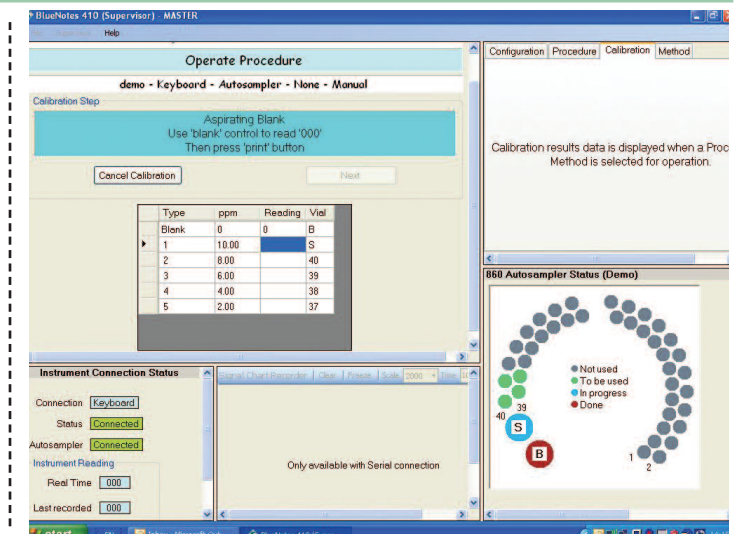 BlueNotes 410 (Supervisor) - MASTER
Help
Operate Procedure
demo - Keyboard - Autosampler - None - Manual
Calibration Step
Aspirating Blank
Use 'blank' control to read '000'
Then press 'print' button
Cancel Calibration
Next
Type ppm Reading Vial
Blank 0 0 B
1 10.00 S
2 8.00 40
3 6.00 39
4 4.00 38
5 2.00 37
Configuration Procedure Calibration Method
Calibration results data is displayed when a Proc
Method is selected for operation.
860 Autosampler Status (Demo)
Not used
To be used
In progress
Done
40 39
S
B
1
2
Instrument Connection Status
Connection Keyboard
Status Connected
Autosampler Connected
Instrument Reading
Real Time 000
Last recorded 000
Signal Chart Recorder Clear Freeze Scale 2000 Time
Only available with Serial connection
start